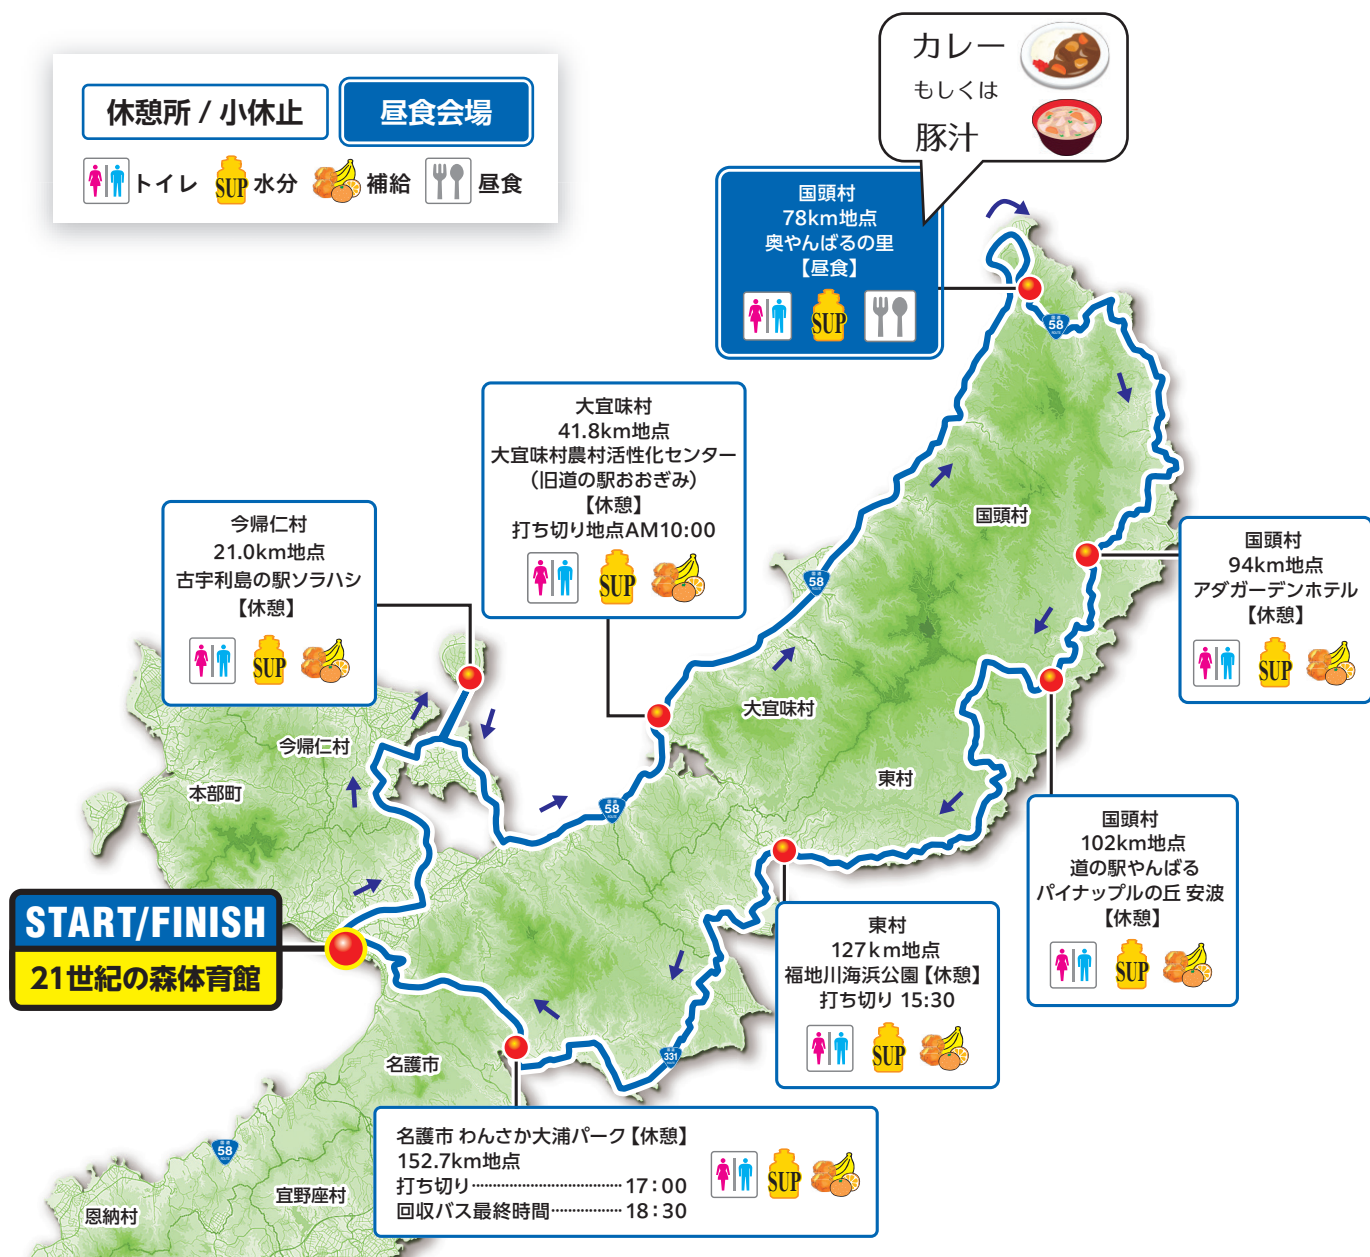 休憩所 / 小休止
昼食会場
トイレ
SUP
水分
補給
昼食
カレー
もしくは
豚汁
国頭村
78km地点
奥やんばるの里
【昼食】
SUP
58
大宜味村
41.8km地点
大宜味村農村活性化センター
(旧道の駅おおぎみ)
【休憩】
打ち切り地点AM10:00
SUP
今帰仁村
21.0km地点
古宇利島の駅ソラハシ
【休憩】
SUP
国頭村
58
国頭村
94km地点
アダガーデンホテル
【休憩】
SUP
大宜味村
今帰仁村
本部町
東村
58
国頭村
102km地点
道の駅やんばる
パイナップルの丘 安波
【休憩】
SUP
START/FINISH
21世紀の森体育館
東村
127km地点
福地川海浜公園【休憩】
打ち切り 15:30
SUP
331
名護市
名護市 わんさか大浦パーク【休憩】
152.7km地点
打ち切り 17:00
回収バス最終時間 18:30
SUP
58
宜野座村
恩納村